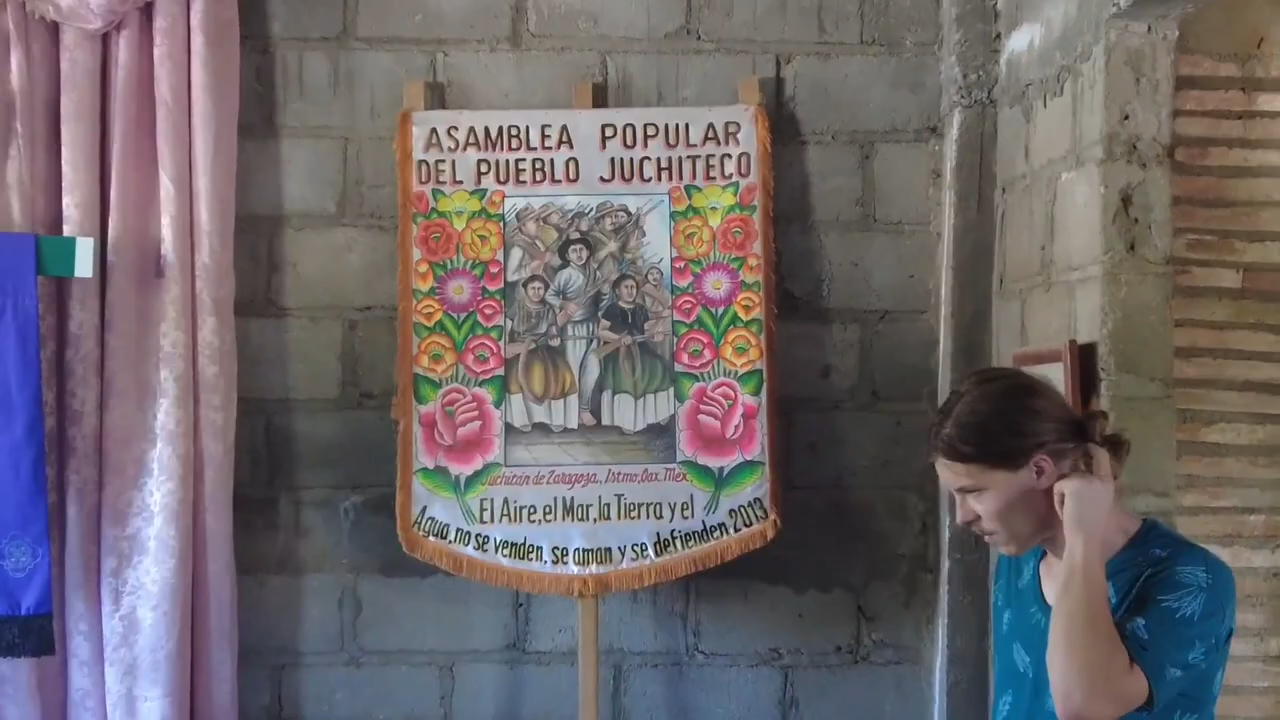 ASAMBLEA POPULAR
DEL PUEBLO JUCHITECO
Juchitán de Zaragoza, Istmo, Oax. Méx.
El Aire, el Mar, la Tierra y el
Agua, no se venden, se aman y se defienden 2013